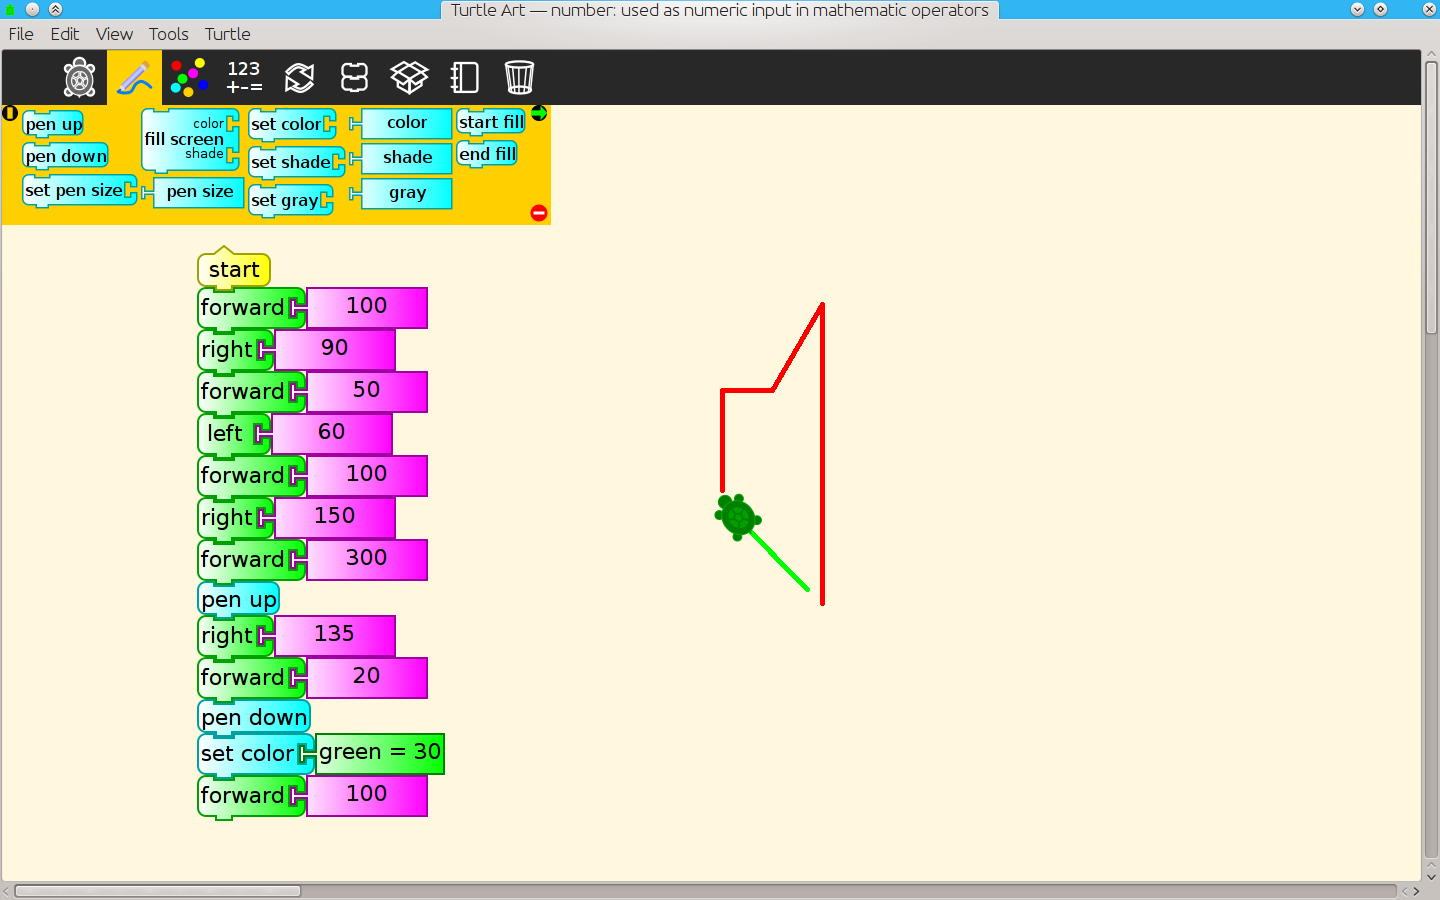 Turtle Art — number: used as numeric input in mathematic operators
File Edit View Tools Turtle
123
+-=
pen up
pen down
set pen size
pen size
color
fill screen
shade
set color
color
set shade
shade
set gray
gray
start fill
end fill
start
forward 100
right 90
forward 50
left 60
forward 100
right 150
forward 300
pen up
right 135
forward 20
pen down
set color green = 30
forward 100